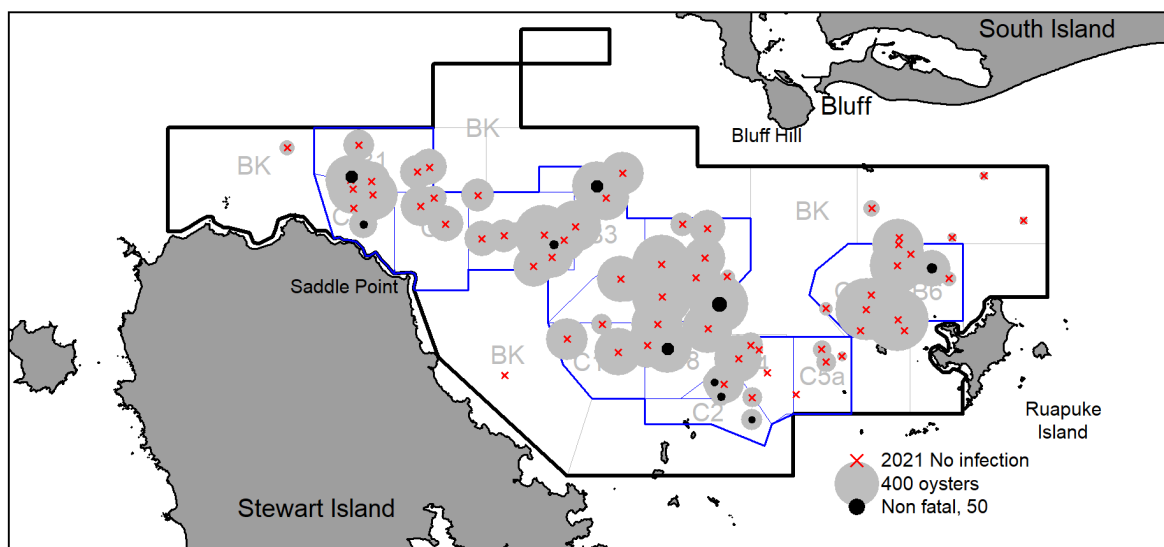 South Island
Bluff
Bluff Hill
BK
BK
BK
B6
Saddle Point
BK
C5a
C2
Ruapuke
Island
Stewart Island
2021 No infection
400 oysters
Non fatal, 50